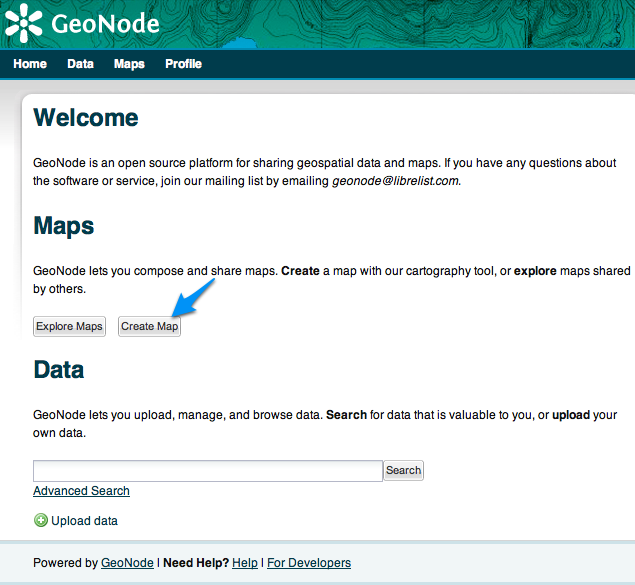 GeoNode
Home Data Maps Profile
Welcome
GeoNode is an open source platform for sharing geospatial data and maps. If you have any questions about
the software or service, join our mailing list by emailing geonode@librelist.com.
Maps
GeoNode lets you compose and share maps. Create a map with our cartography tool, or explore maps shared
by others.
Explore Maps Create Map
Data
GeoNode lets you upload, manage, and browse data. Search for data that is valuable to you, or upload your
own data.
Search
Advanced Search
Upload data
Powered by GeoNode | Need Help? Help | For Developers